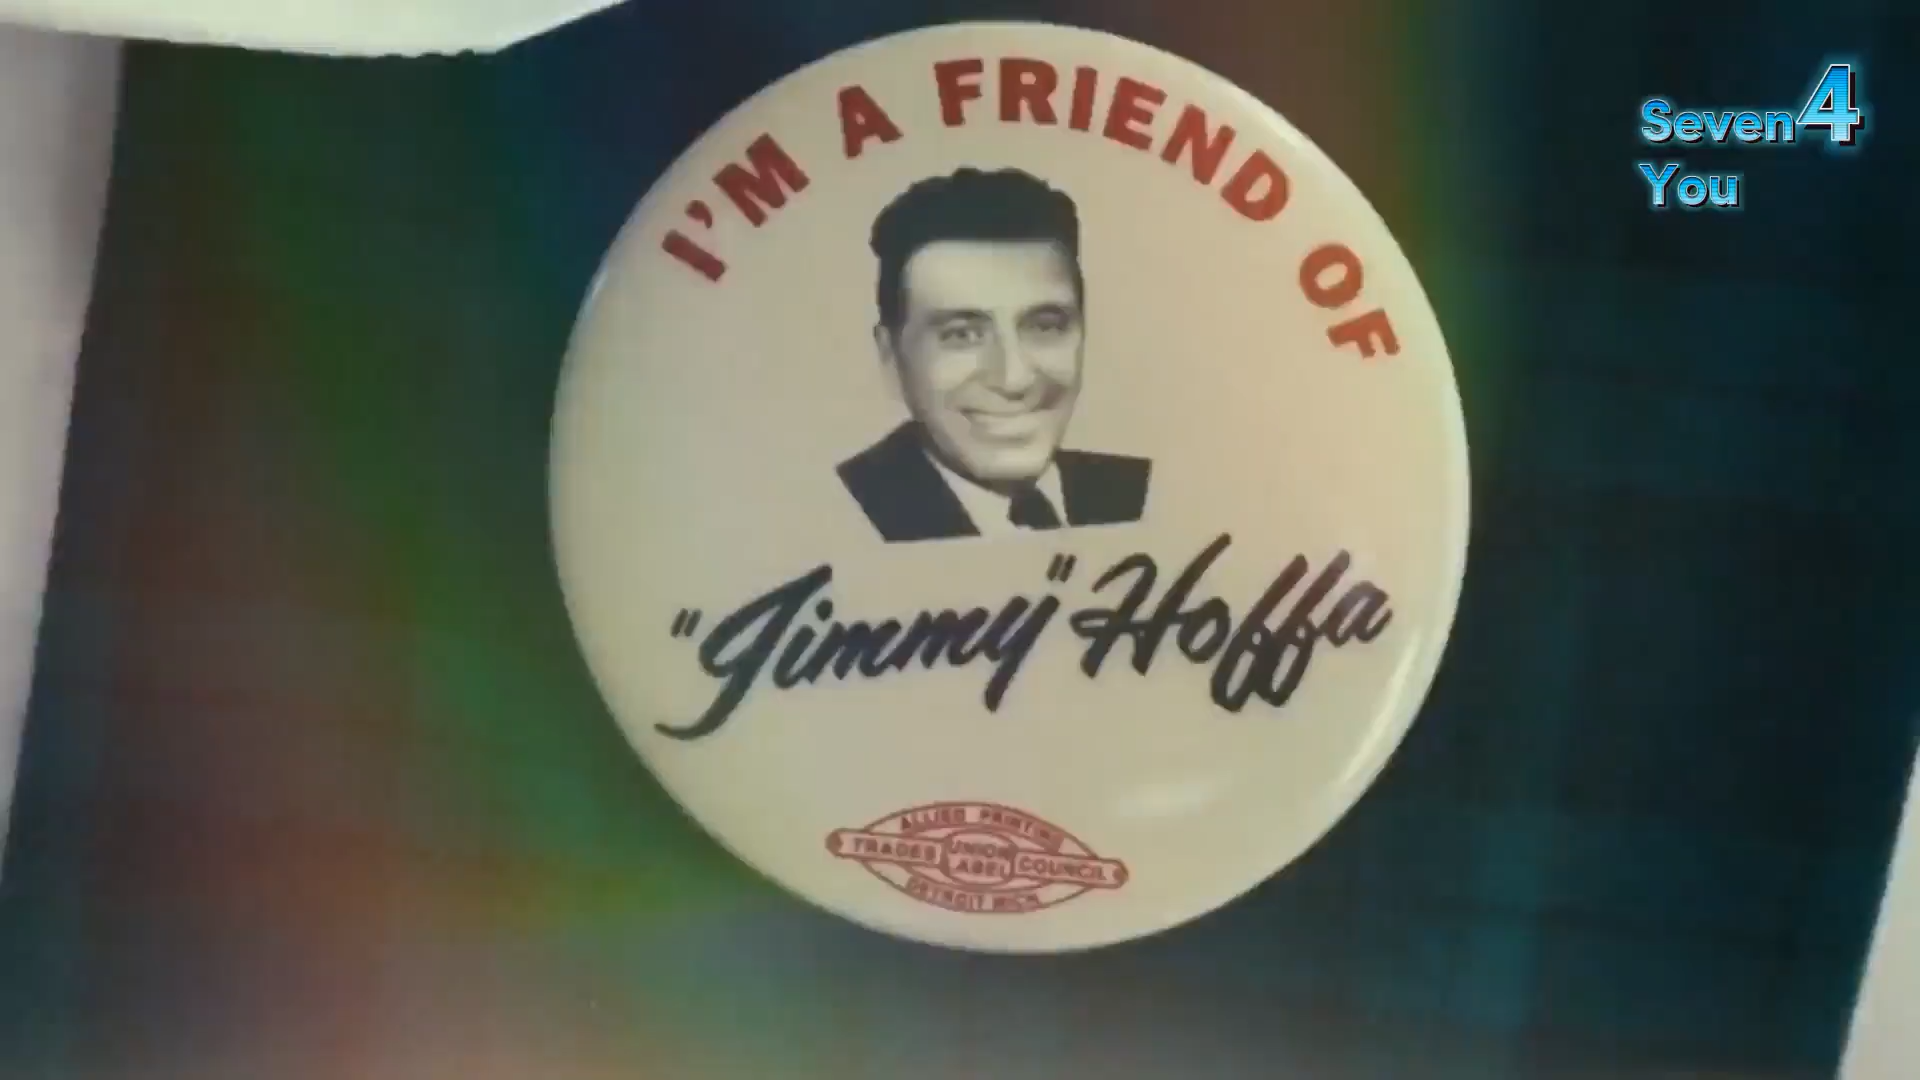 I'M A FRIEND OF
"Jimmy" Hoffa
ALLIED PRINTING
TRADES UNION LABEL COUNCIL
DETROIT MICH.
Seven4
You